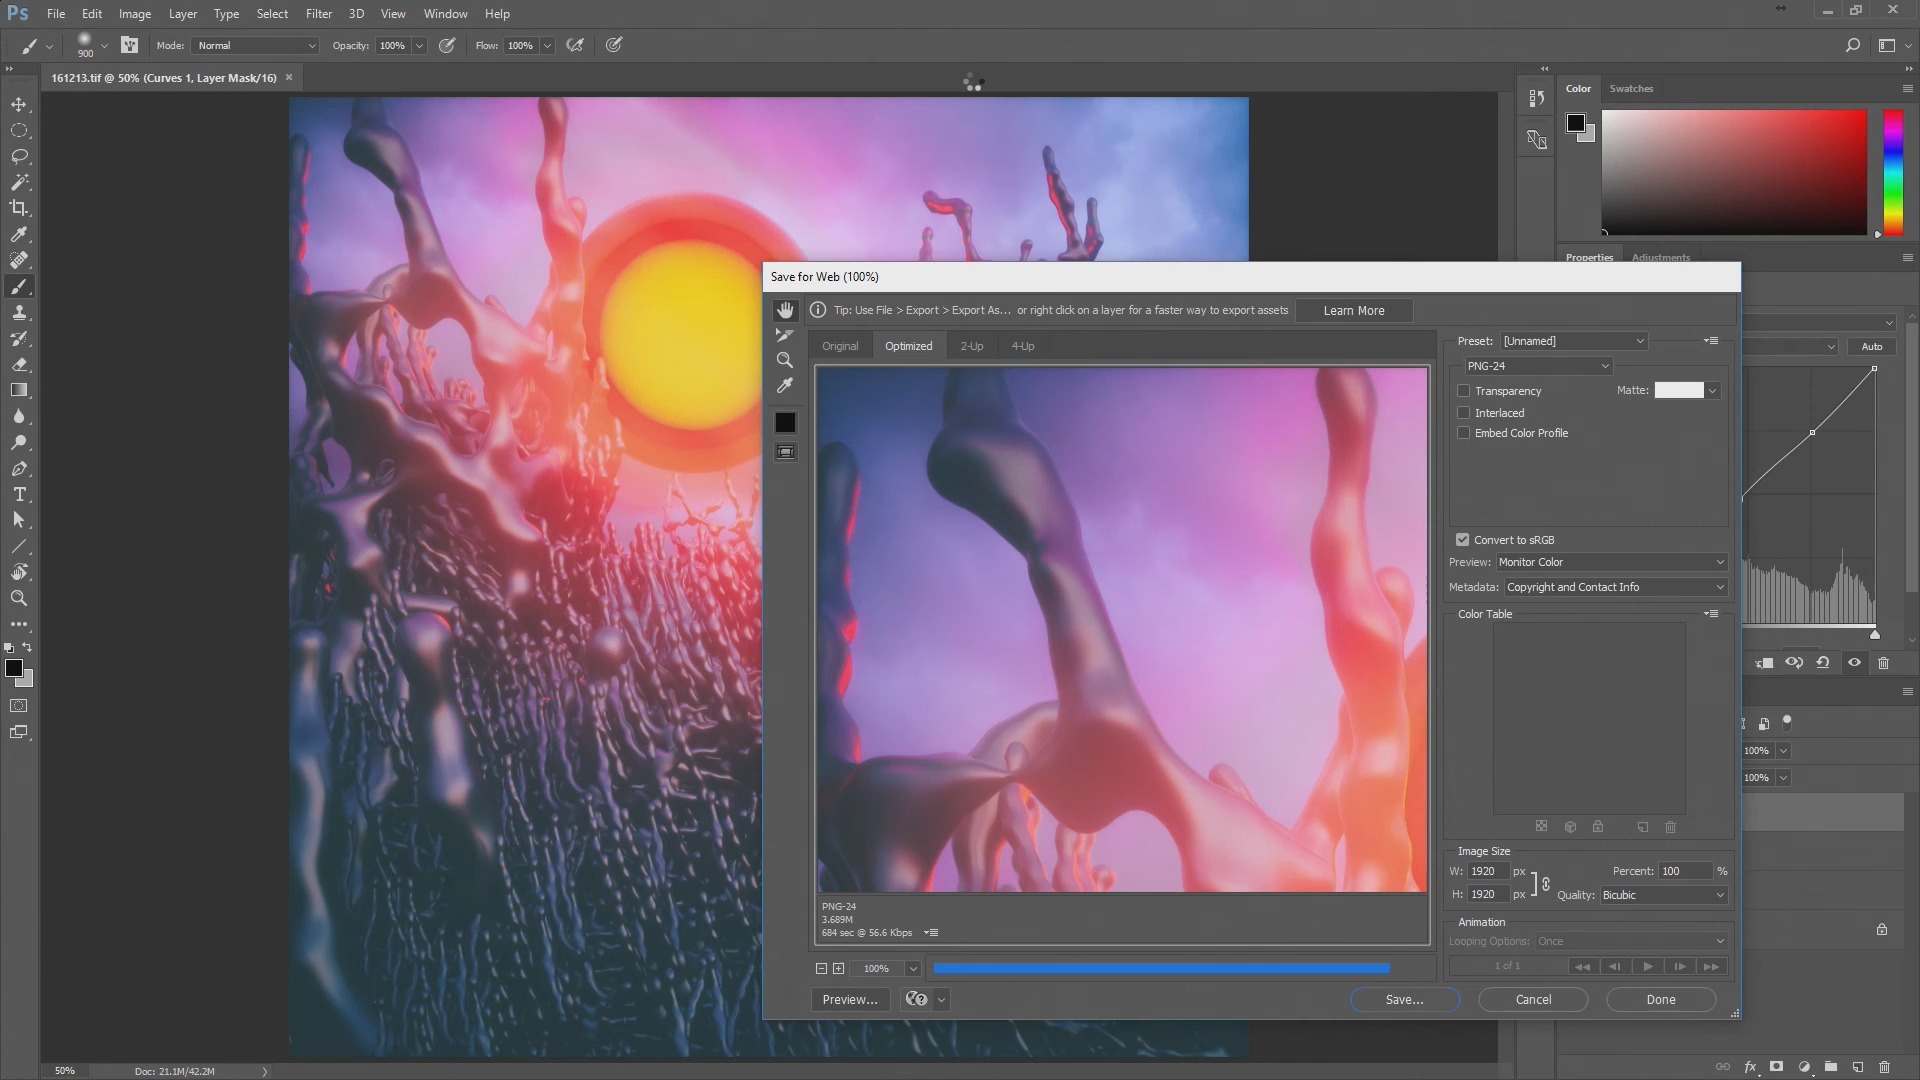 Ps File Edit Image Layer Type Select Filter 3D View Window Help
900 Mode: Normal Opacity: 100% Flow: 100%
161213.tif @ 50% (Curves 1, Layer Mask/16) ×
Color Swatches
Properties Adjustments
Auto
Save for Web (100%)
Tip: Use File > Export > Export As... or right click on a layer for a faster way to export assets Learn More
Original Optimized 2-Up 4-Up
Preset: [Unnamed]
PNG-24
Transparency Matte:
Interlaced
Embed Color Profile
Convert to sRGB
Preview: Monitor Color
Metadata: Copyright and Contact Info
Color Table
100%
100%
Image Size
W: 1920 px Percent: 100 %
H: 1920 px Quality: Bicubic
Animation
Looping Options: Once
1 of 1
PNG-24
3.689M
684 sec @ 56.6 Kbps
100%
Preview... Save... Cancel Done
50% Doc: 21.1M/42.2M
fx